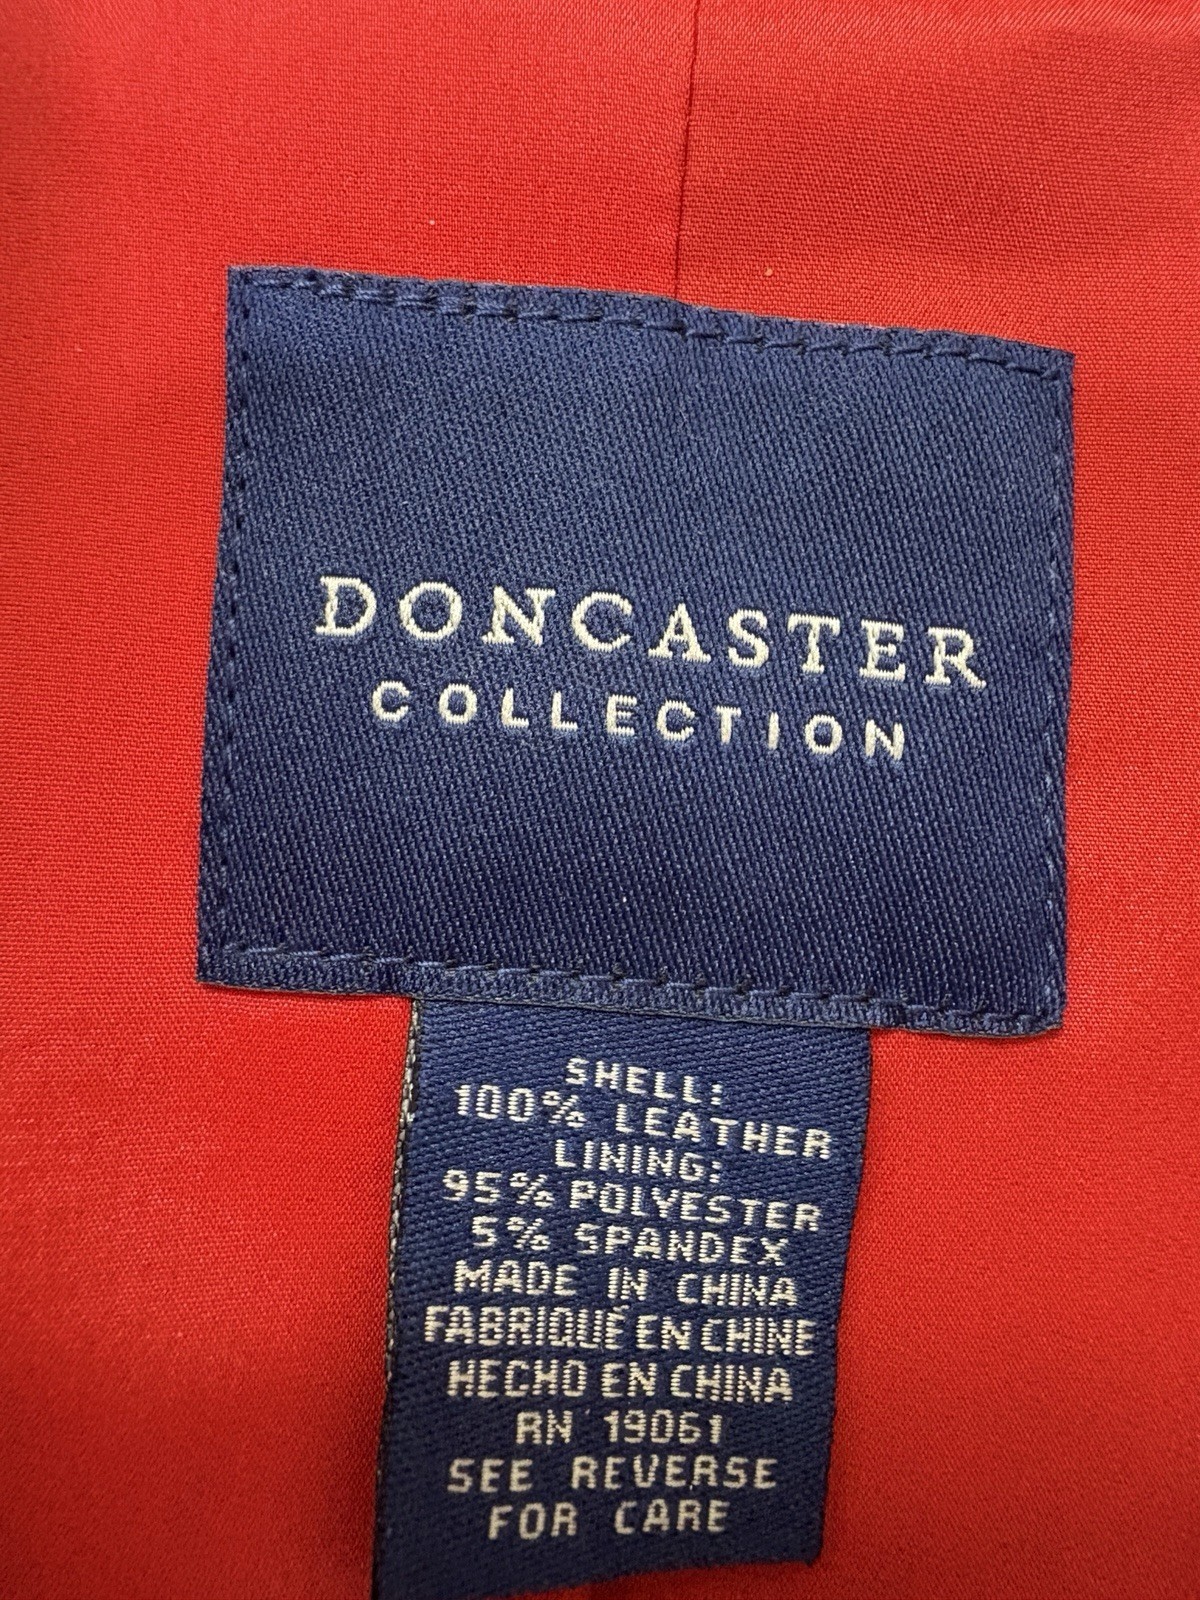 DONCASTER
COLLECTION
SHELL:
100% LEATHER
LINING:
95% POLYESTER
5% SPANDEX
MADE IN CHINA
FABRIQUÉ EN CHINE
HECHO EN CHINA
RN 19061
SEE REVERSE
FOR CARE